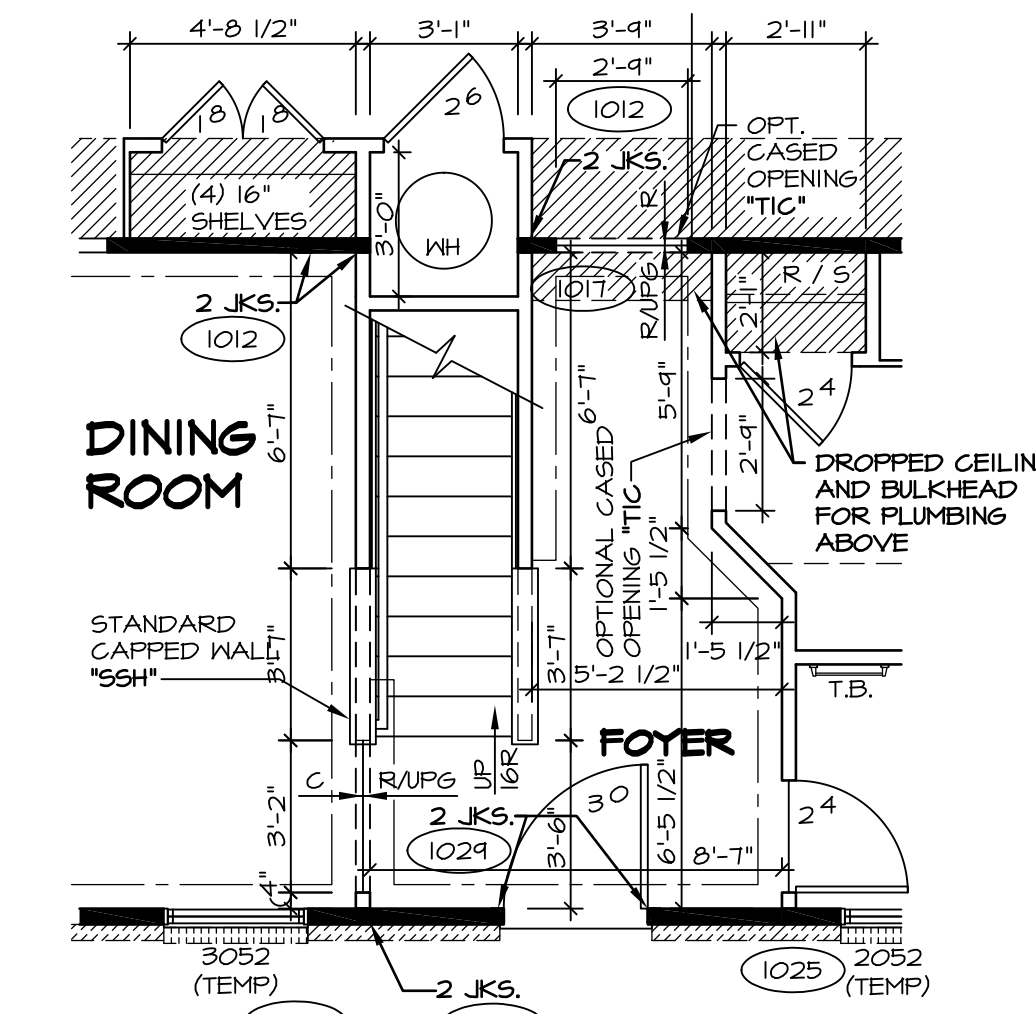 4'-8 1/2"
3'-1"
3'-9"
2'-11"
2'-9"
1012
1 8
1 8
2 6
OPT.
CASED
OPENING
"TIC"
2 JKS.
(4) 16"
SHELVES
3'-0"
WH
R
R/UPG
1017
R / S
2'-11"
2 JKS.
1012
6'-7"
5'-9"
2 4
2'-9"
DINING
ROOM
6'-7"
OPTIONAL CASED
OPENING "TIC"
DROPPED CEILIN
AND BULKHEAD
FOR PLUMBING
ABOVE
1'-5 1/2"
STANDARD
CAPPED WALL
"SSH"
3'-7"
3'-7"
1'-5 1/2"
5'-2 1/2"
T.B.
FOYER
C
R/UPG
UP
16R
3 0
2 4
2 JKS.
1029
3'-2"
3'-6"
6'-5 1/2"
8'-7"
C
4"
3052
(TEMP)
1025
2052
(TEMP)
2 JKS.